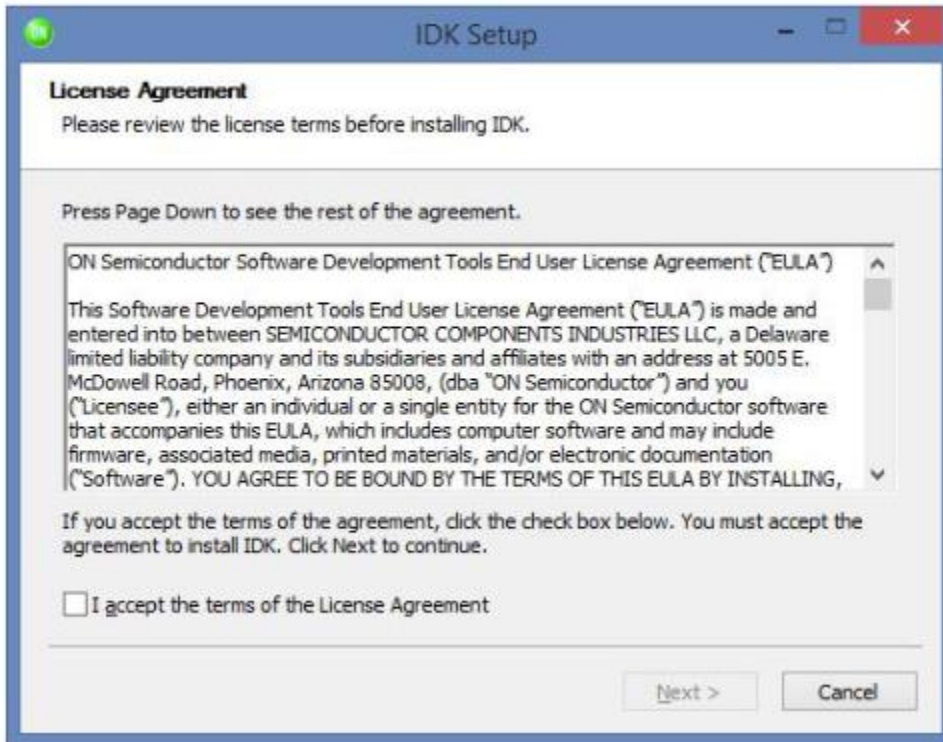 ON
IDK Setup
License Agreement
Please review the license terms before installing IDK.
Press Page Down to see the rest of the agreement.
ON Semiconductor Software Development Tools End User License Agreement ("EULA")
This Software Development Tools End User License Agreement ("EULA") is made and
entered into between SEMICONDUCTOR COMPONENTS INDUSTRIES LLC, a Delaware
limited liability company and its subsidiaries and affiliates with an address at 5005 E.
McDowell Road, Phoenix, Arizona 85008, (dba "ON Semiconductor") and you
("Licensee"), either an individual or a single entity for the ON Semiconductor software
that accompanies this EULA, which includes computer software and may include
firmware, associated media, printed materials, and/or electronic documentation
("Software"). YOU AGREE TO BE BOUND BY THE TERMS OF THIS EULA BY INSTALLING,
If you accept the terms of the agreement, click the check box below. You must accept the
agreement to install IDK. Click Next to continue.
I accept the terms of the License Agreement
Next >
Cancel